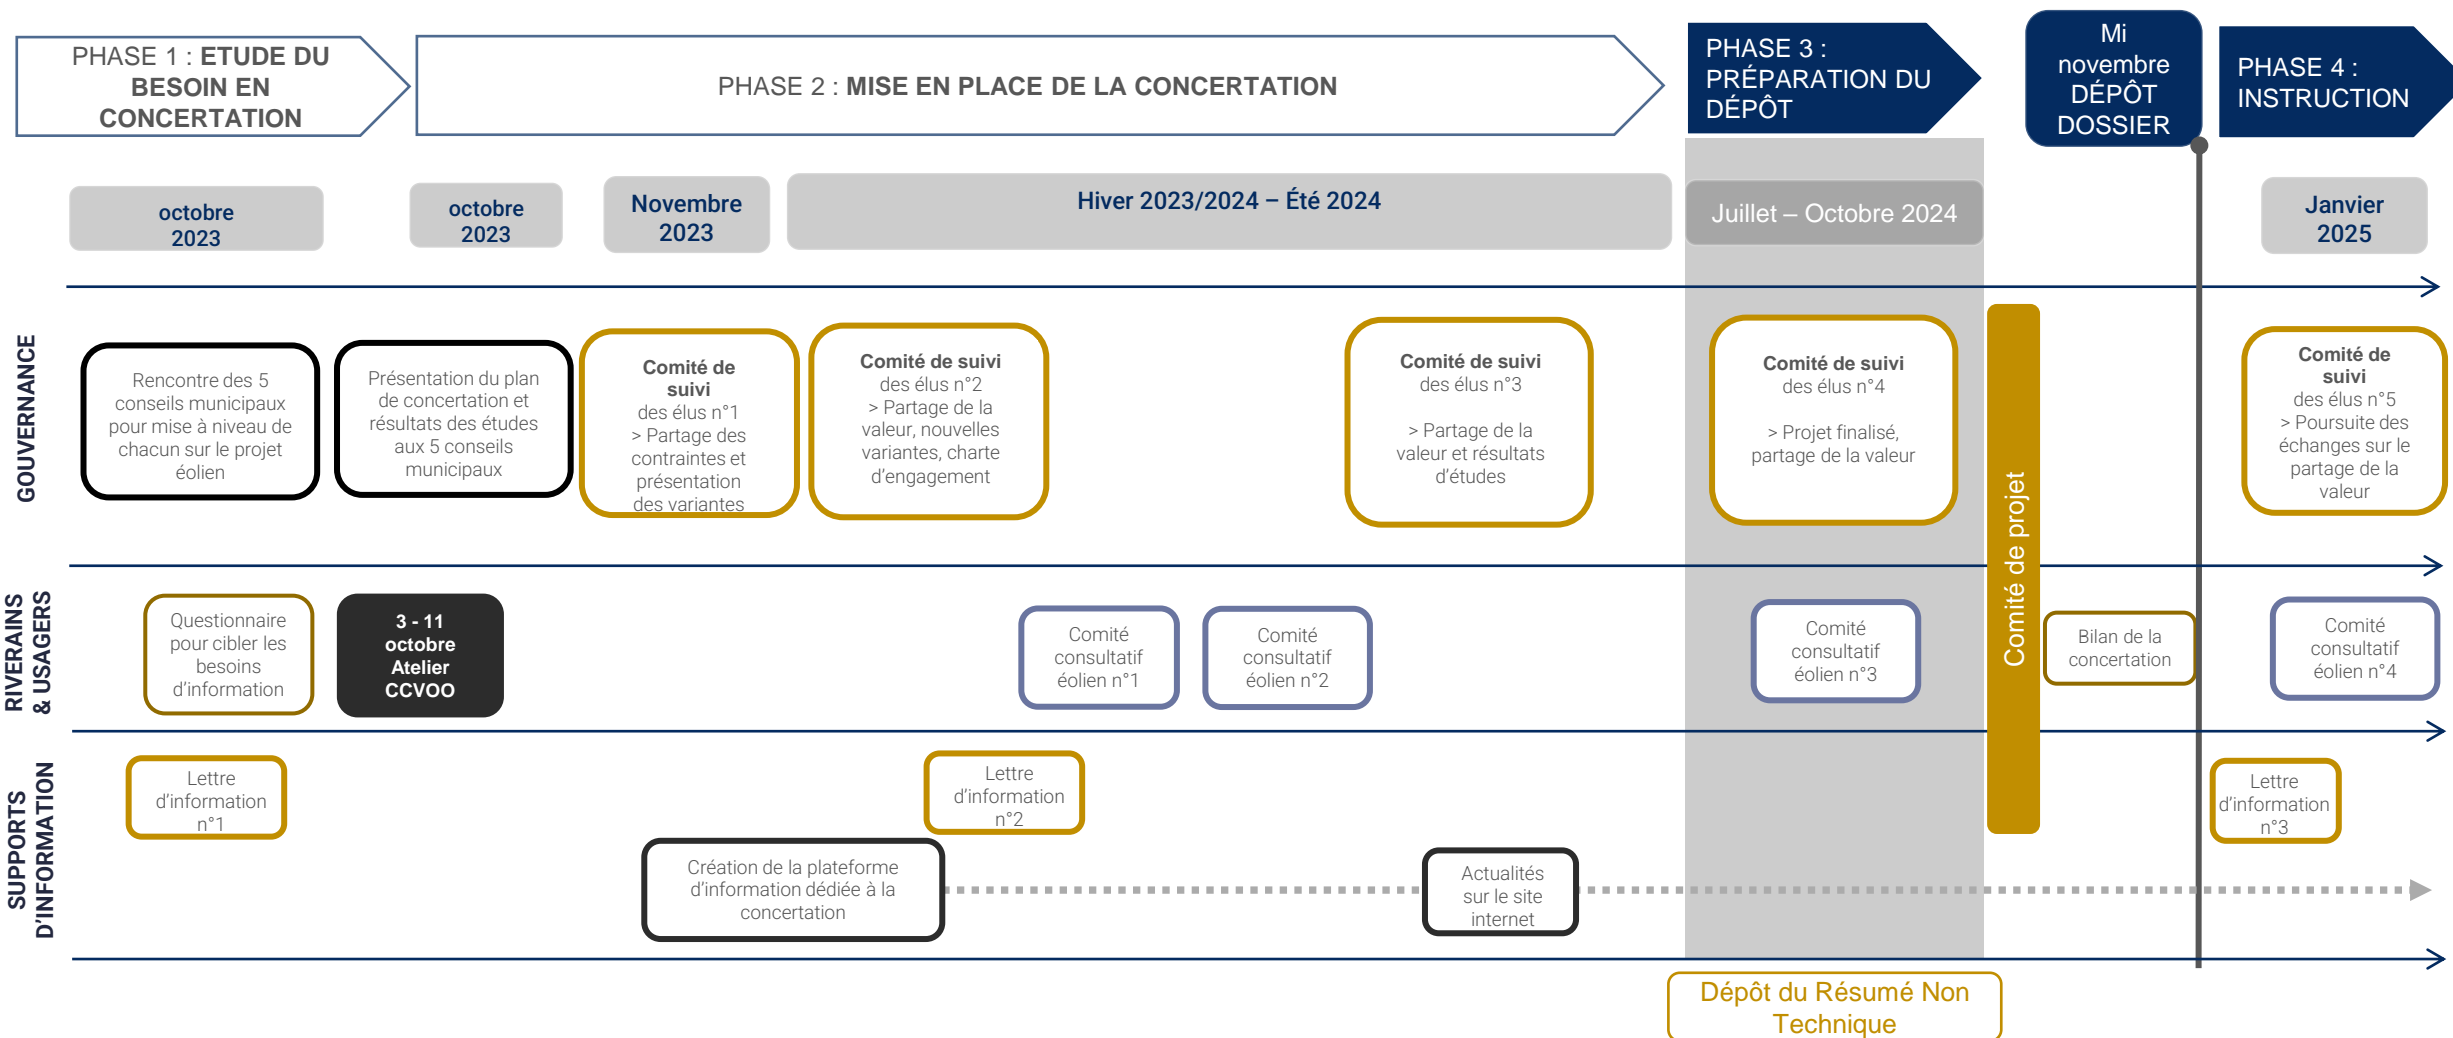 PHASE 1 : ETUDE DU
BESOIN EN
CONCERTATION
PHASE 2 : MISE EN PLACE DE LA CONCERTATION
PHASE 3 :
PRÉPARATION DU
DÉPÔT
Mi
novembre
DÉPÔT
DOSSIER
PHASE 4 :
INSTRUCTION
octobre
2023
octobre
2023
Novembre
2023
Hiver 2023/2024 – Été 2024
Juillet – Octobre 2024
Janvier
2025
GOUVERNANCE
Rencontre des 5
conseils municipaux
pour mise à niveau de
chacun sur le projet
éolien
Présentation du plan
de concertation et
résultats des études
aux 5 conseils
municipaux
Comité de
suivi
des élus n°1
> Partage des
contraintes et
présentation
des variantes
Comité de suivi
des élus n°2
> Partage de la
valeur, nouvelles
variantes, charte
d'engagement
Comité de suivi
des élus n°3
> Partage de la
valeur et résultats
d'études
Comité de suivi
des élus n°4
> Projet finalisé,
partage de la valeur
Comité de projet
Comité de
suivi
des élus n°5
> Poursuite des
échanges sur le
partage de la
valeur
RIVERAINS
& USAGERS
Questionnaire
pour cibler les
besoins
d'information
3 - 11
octobre
Atelier
CCVOO
Comité
consultatif
éolien n°1
Comité
consultatif
éolien n°2
Comité
consultatif
éolien n°3
Bilan de la
concertation
Comité
consultatif
éolien n°4
SUPPORTS
D'INFORMATION
Lettre
d'information
n°1
Lettre
d'information
n°2
Lettre
d'information
n°3
Création de la plateforme
d'information dédiée à la
concertation
Actualités
sur le site
internet
Dépôt du Résumé Non
Technique